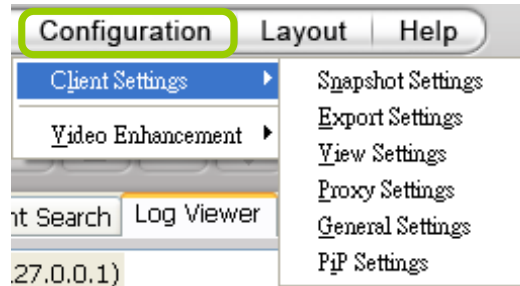 Configuration Layout Help
Client Settings
Video Enhancement
Snapshot Settings
Export Settings
View Settings
Proxy Settings
General Settings
PiP Settings
nt Search Log Viewer
.27.0.0.1)